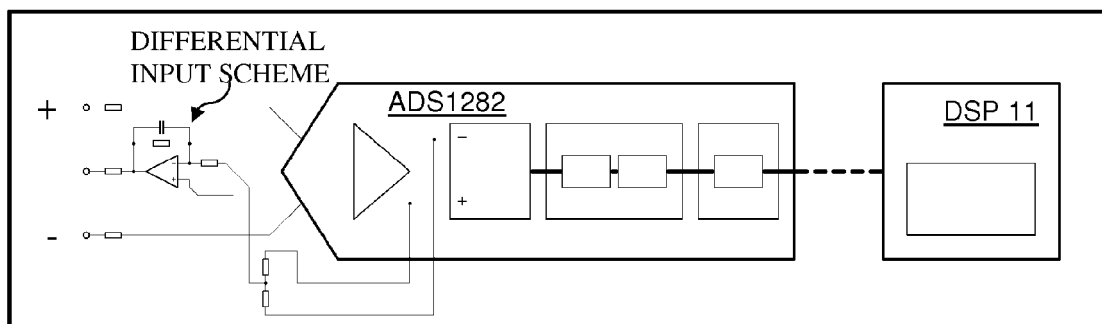 DIFFERENTIAL
INPUT SCHEME
ADS1282
DSP 11
+
-
-
+
-
+